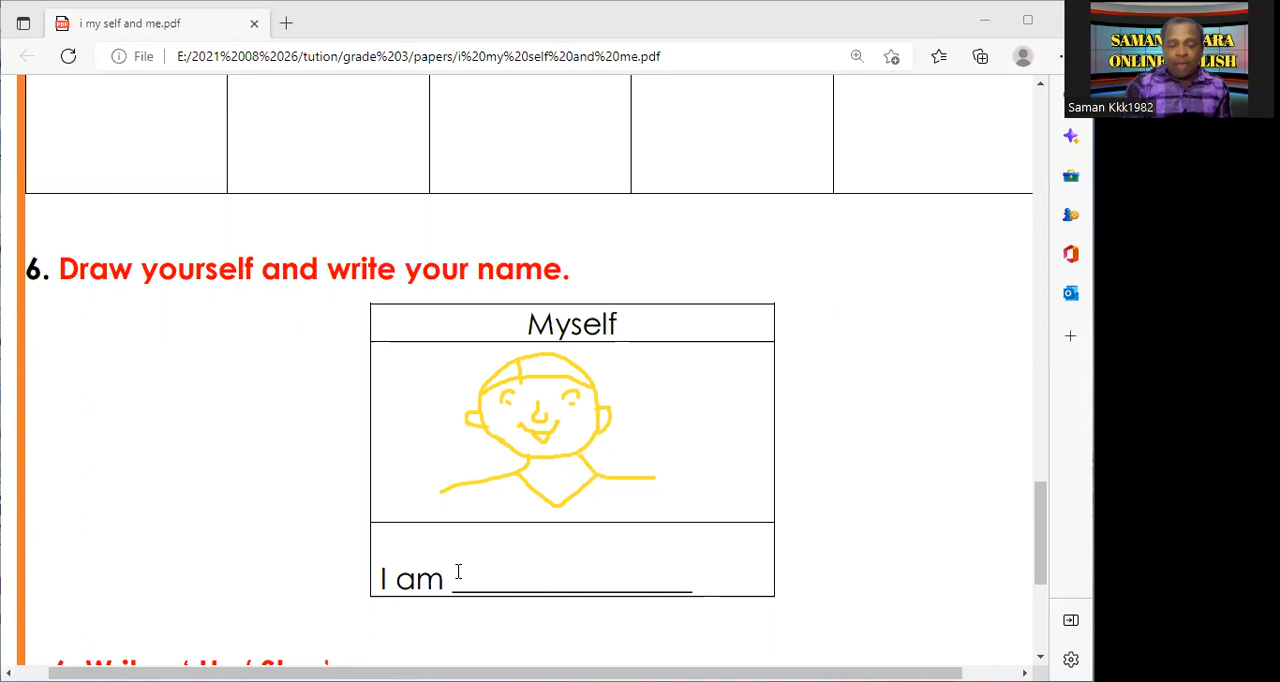 i my self and me.pdf
File
E:/2021%2008%2026/tution/grade%203/papers/i%20my%20self%20and%20me.pdf
Saman Kkk1982
6. Draw yourself and write your name.
Myself
I am